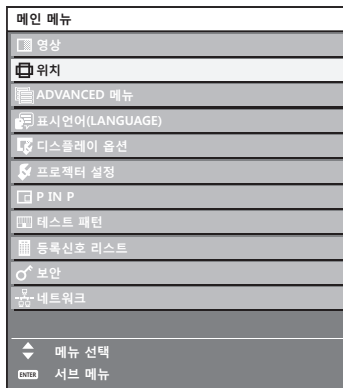 메인 메뉴
영상
위치
ADVANCED 메뉴
표시언어(LANGUAGE)
디스플레이 옵션
프로젝터 설정
P IN P
테스트 패턴
등록신호 리스트
보안
네트워크
메뉴 선택
ENTER 서브 메뉴